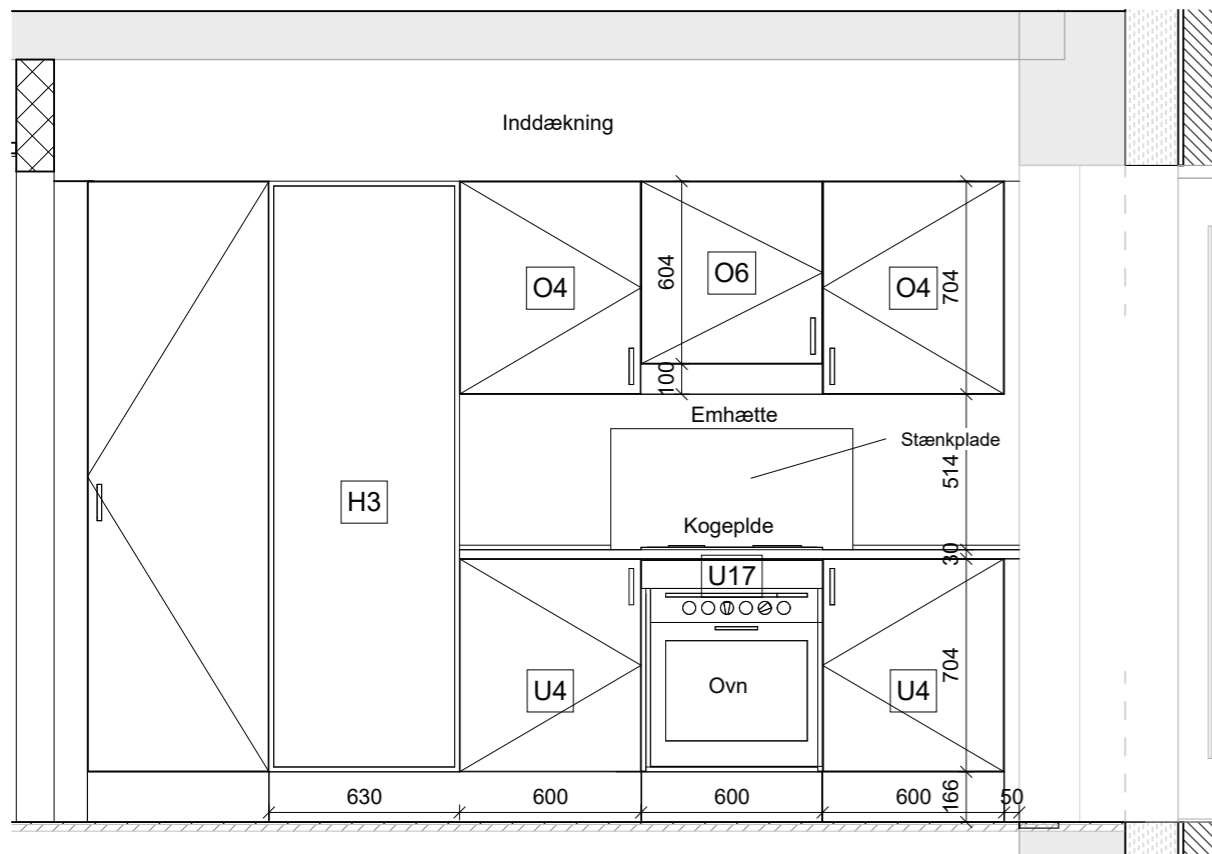 Inddækning
O4
604
O6
O4
704
100
Emhætte
Stænkplade
514
H3
Kogeplde
30
U17
U4
Ovn
704
U4
630
600
600
600
166
50